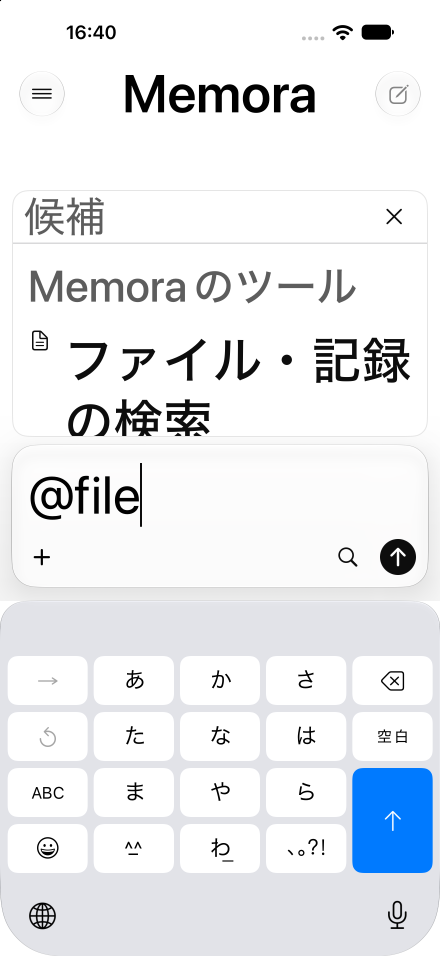 16:40
Memora
候補
Memoraのツール
ファイル・記録
の検索
@file
→
あ
か
さ
た
な
は
空白
ABC
ま
や
ら
^^
わ_
、。?!